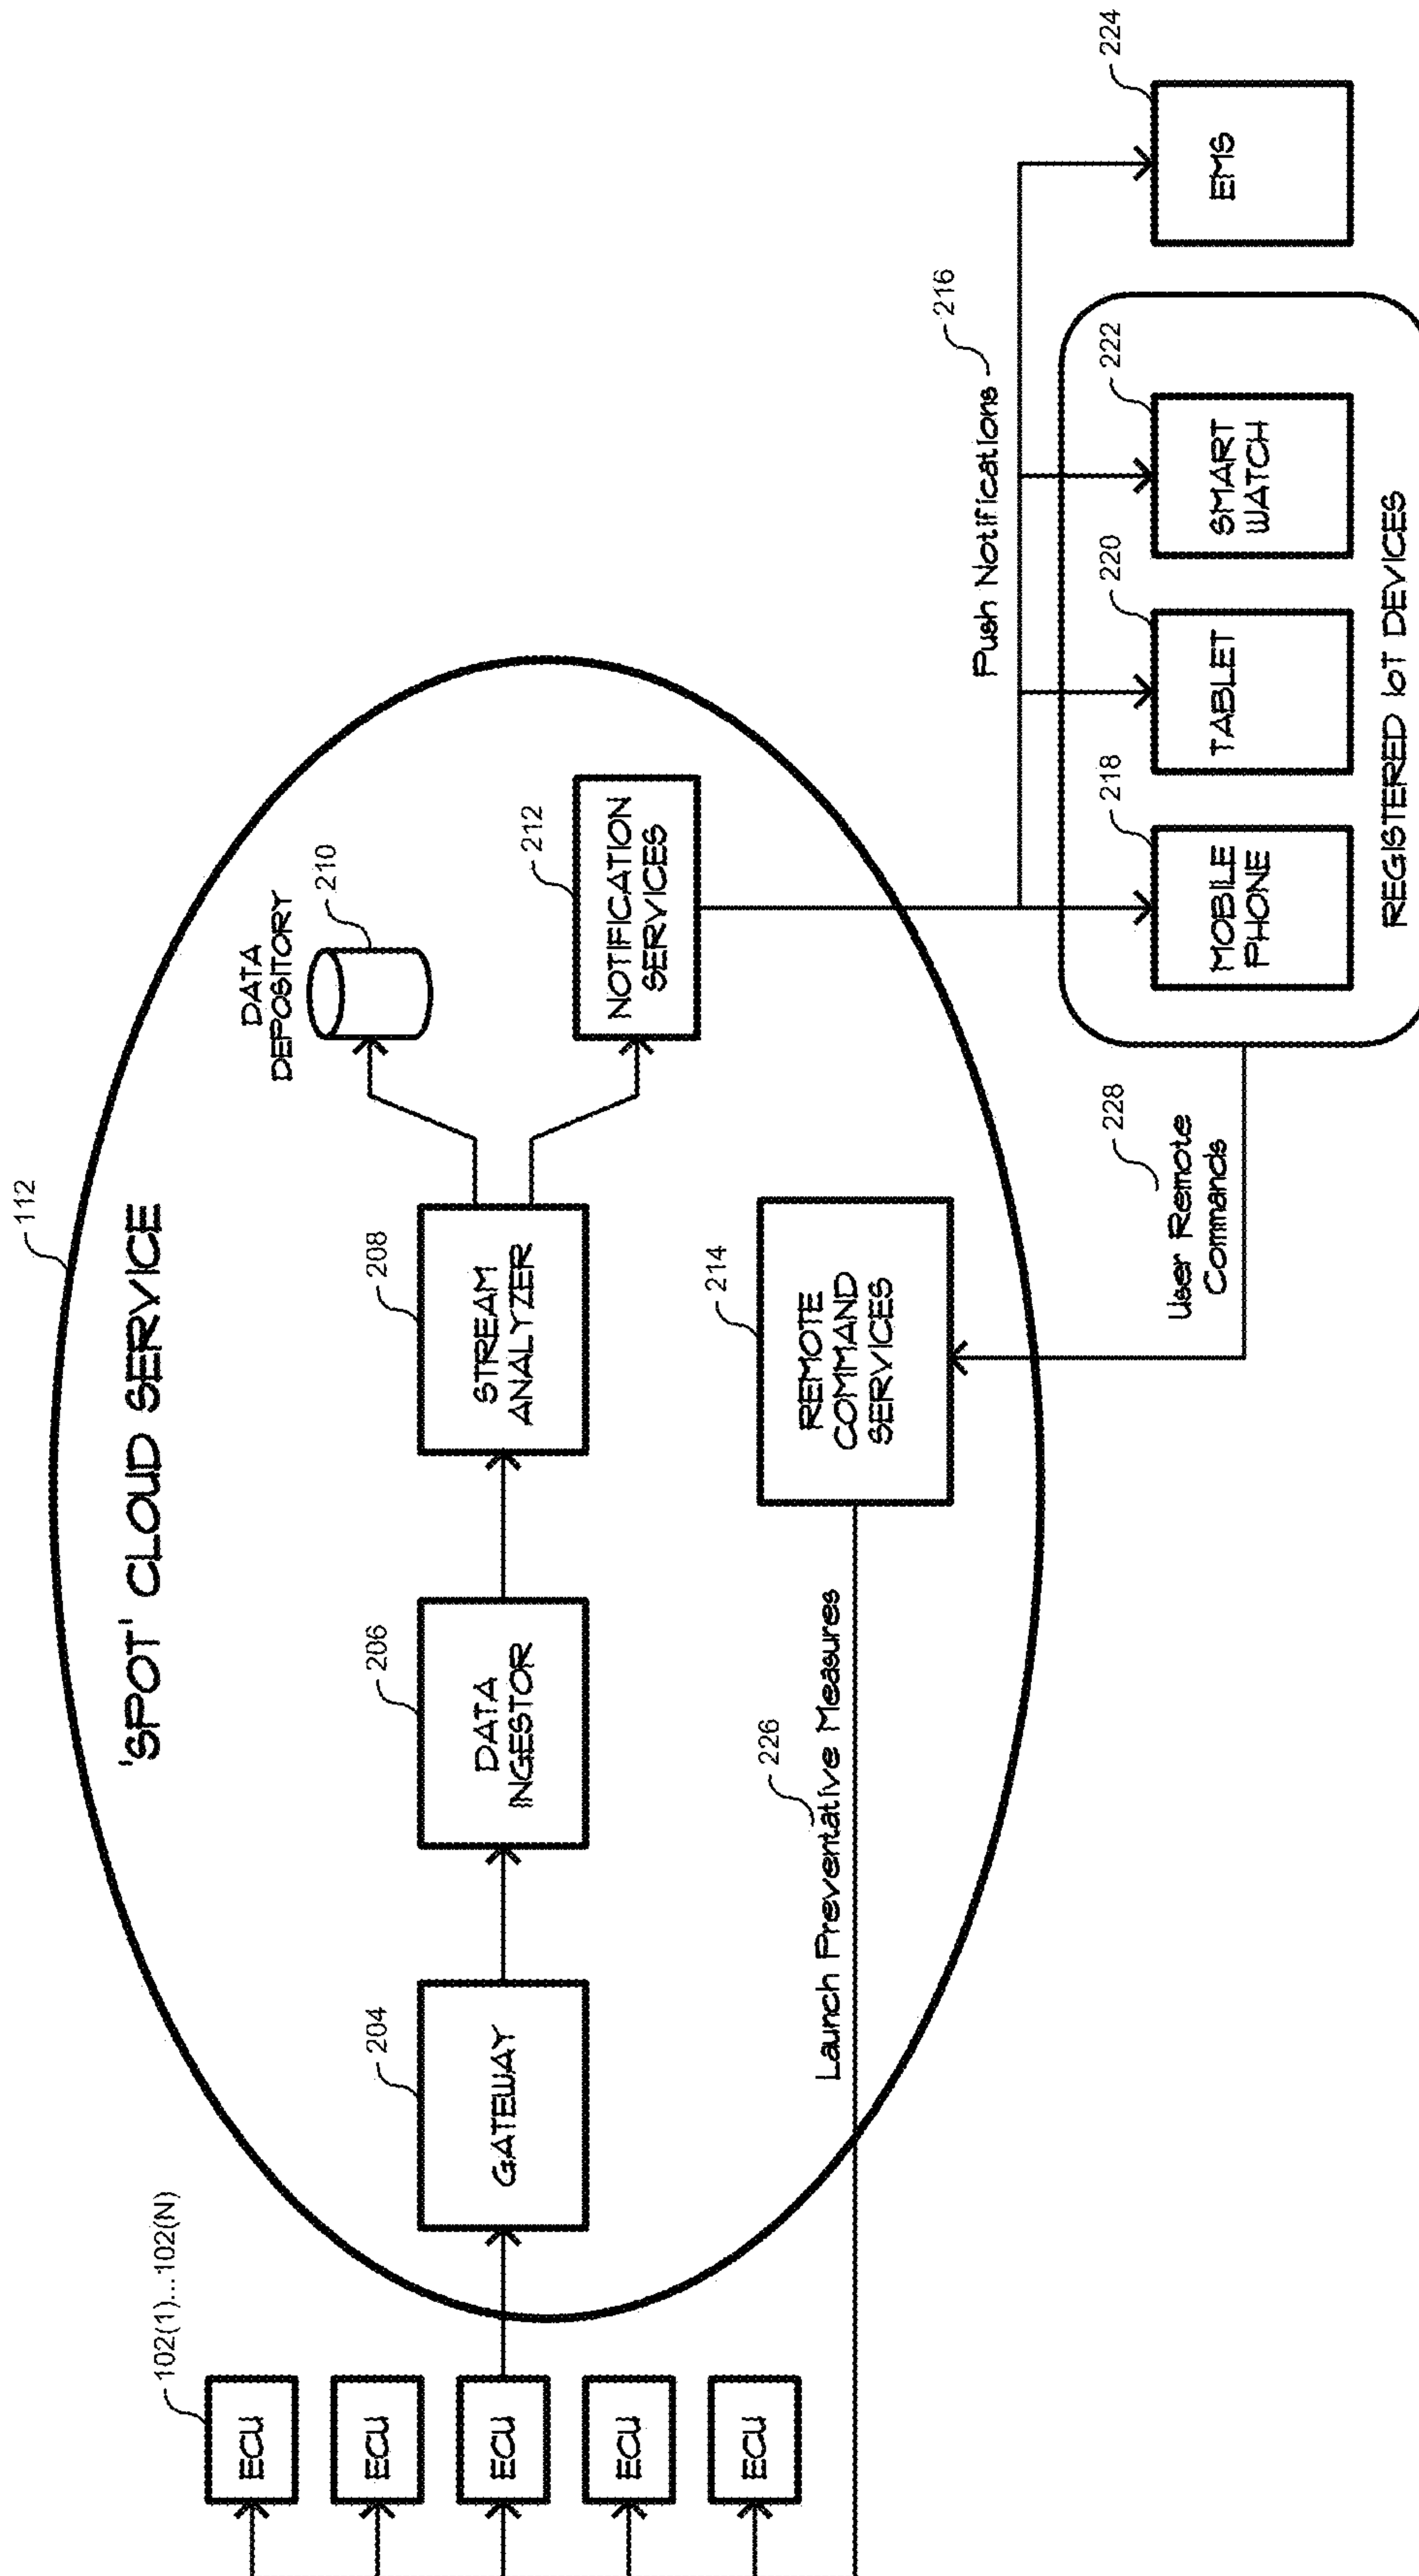 112
'SPOT' CLOUD SERVICE
102(1)...102(N)
ECU
ECU
ECU
ECU
ECU
204
GATEWAY
206
DATA
INGESTOR
208
STREAM
ANALYZER
DATA
DEPOSITORY
210
212
NOTIFICATION
SERVICES
214
REMOTE
COMMAND
SERVICES
226
Launch Preventative Measures
Push Notifications
216
228
User Remote
Commands
218
MOBILE
PHONE
220
TABLET
222
SMART
WATCH
224
EMS
REGISTERED IoT DEVICES